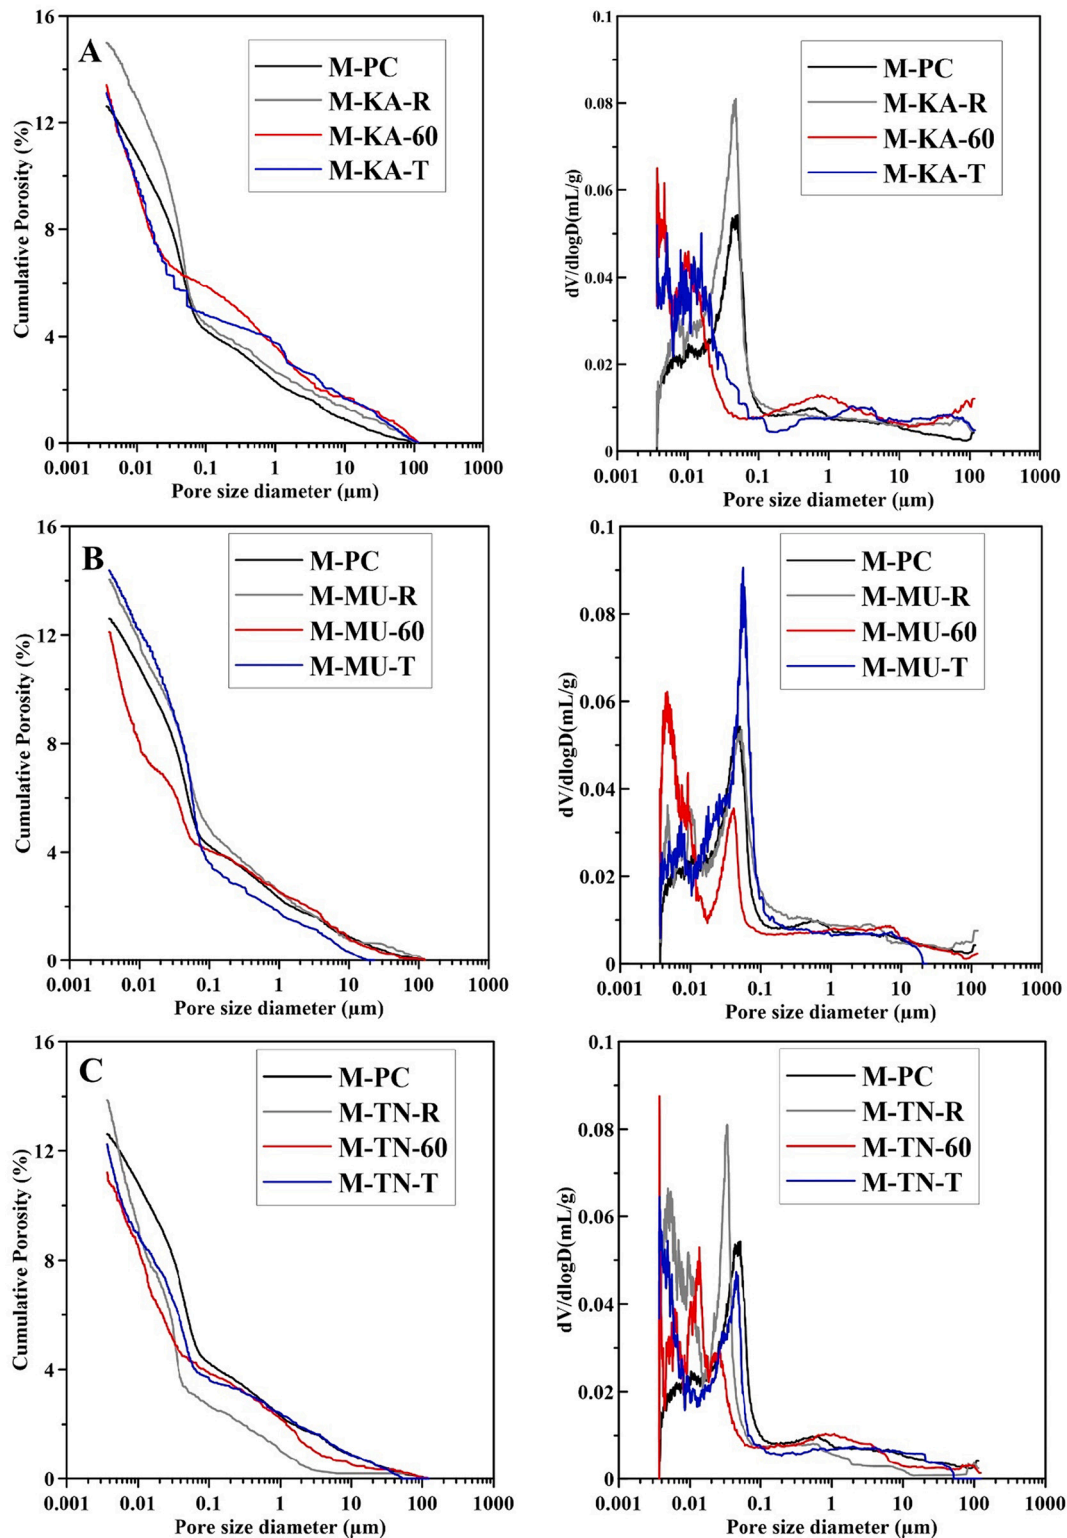 A
Cumulative Porosity (%)
16
12
8
4
0
M-PC
M-KA-R
M-KA-60
M-KA-T
0.001 0.01 0.1 1 10 100 1000
Pore size diameter (µm)
dV/dlogD(mL/g)
0.1
0.08
0.06
0.04
0.02
0
M-PC
M-KA-R
M-KA-60
M-KA-T
0.001 0.01 0.1 1 10 100 1000
Pore size diameter (µm)
B
Cumulative Porosity (%)
16
12
8
4
0
M-PC
M-MU-R
M-MU-60
M-MU-T
0.001 0.01 0.1 1 10 100 1000
Pore size diameter (µm)
dV/dlogD(mL/g)
0.1
0.08
0.06
0.04
0.02
0
M-PC
M-MU-R
M-MU-60
M-MU-T
0.001 0.01 0.1 1 10 100 1000
Pore size diameter (µm)
C
Cumulative Porosity (%)
16
12
8
4
0
M-PC
M-TN-R
M-TN-60
M-TN-T
0.001 0.01 0.1 1 10 100 1000
Pore size diameter (µm)
dV/dlogD(mL/g)
0.1
0.08
0.06
0.04
0.02
0
M-PC
M-TN-R
M-TN-60
M-TN-T
0.001 0.01 0.1 1 10 100 1000
Pore size diameter (µm)